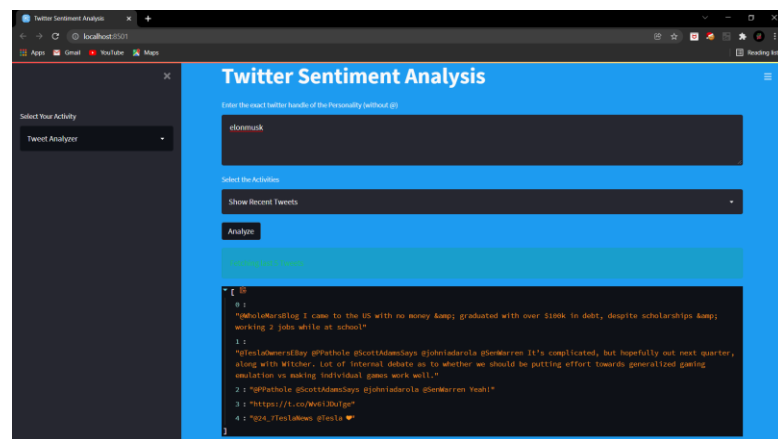 Twitter Sentiment Analysis
localhost:8501
Apps Gmail YouTube Maps Reading list
Twitter Sentiment Analysis
Enter the exact twitter handle of the Personality (without @)
Select Your Activity
elonmusk
Tweet Analyzer
Select the Activities
Show Recent Tweets
Analyze
[
0 :
"@WholeMarsBlog I came to the US with no money &amp; graduated with over $100k in debt, despite scholarships &amp;
working 2 jobs while at school"
1 :
"@TeslaOwnersEBay @PPathole @ScottAdamsSays @johniadarola @SenWarren It's complicated, but hopefully out next quarter,
along with Witcher. Lot of internal debate as to whether we should be putting effort towards generalized gaming
emulation vs making individual games work well."
2 : "@PPathole @ScottAdamsSays @johniadarola @SenWarren Yeah!"
3 : "https://t.co/Wv6iJDuTge"
4 : "@24_7TeslaNews @Tesla ❤"
]